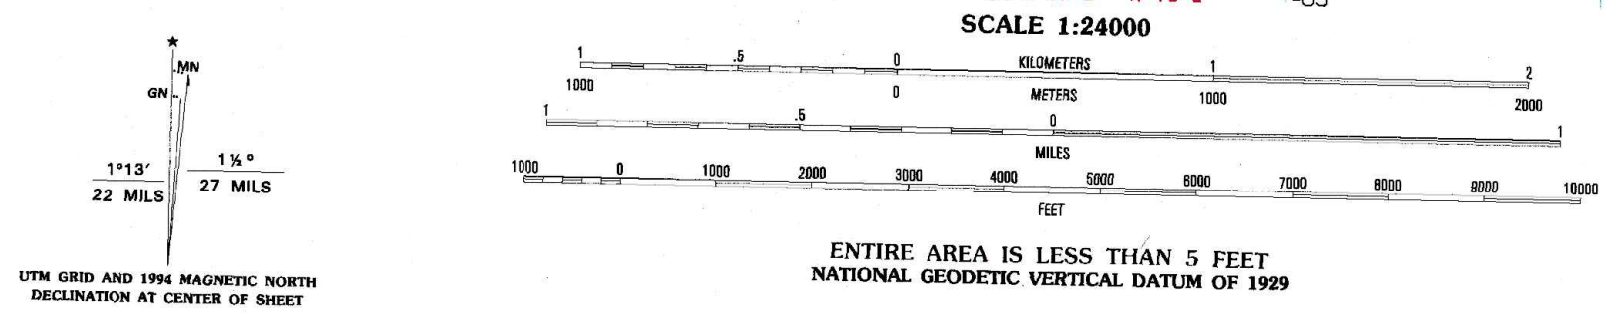 SCALE 1:24000
1 .5 0 KILOMETERS 1 2
1000 0 METERS 1000 2000
1 .5 0 1
MILES
1000 0 1000 2000 3000 4000 5000 6000 7000 8000 9000 10000
FEET
ENTIRE AREA IS LESS THAN 5 FEET
NATIONAL GEODETIC VERTICAL DATUM OF 1929
★
MN
GN
1°13′
22 MILS
1½°
27 MILS
UTM GRID AND 1994 MAGNETIC NORTH
DECLINATION AT CENTER OF SHEET